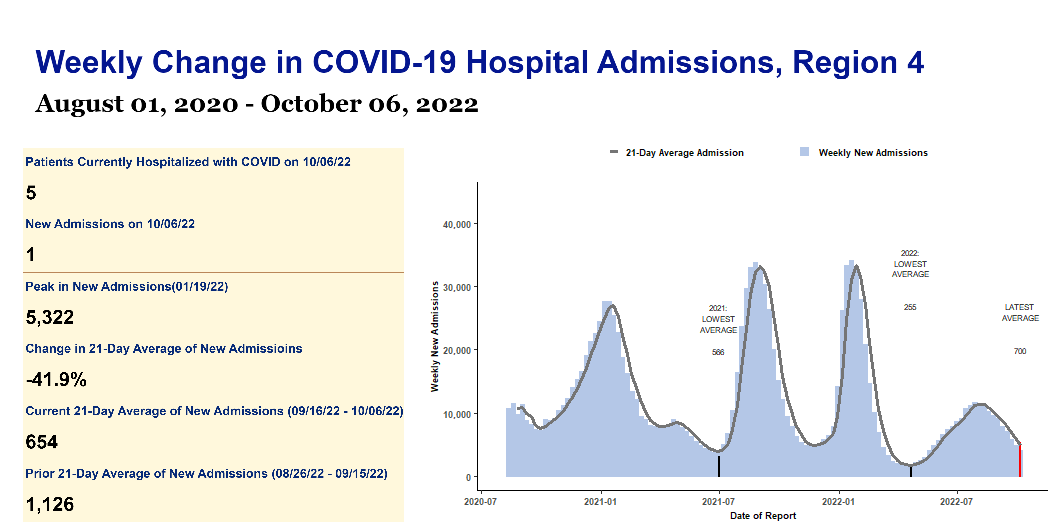 Weekly Change in COVID-19 Hospital Admissions, Region 4
August 01, 2020 - October 06, 2022
Patients Currently Hospitalized with COVID on 10/06/22
5
New Admissions on 10/06/22
1
Peak in New Admissions(01/19/22)
5,322
Change in 21-Day Average of New Admissioins
-41.9%
Current 21-Day Average of New Admissions (09/16/22 - 10/06/22)
654
Prior 21-Day Average of New Admissions (08/26/22 - 09/15/22)
1,126
21-Day Average Admission
Weekly New Admissions
Weekly New Admissions
40,000
30,000
20,000
10,000
0
2021:
LOWEST
AVERAGE
566
2022:
LOWEST
AVERAGE
255
LATEST
AVERAGE
700
2020-07
2021-01
2021-07
2022-01
2022-07
Date of Report